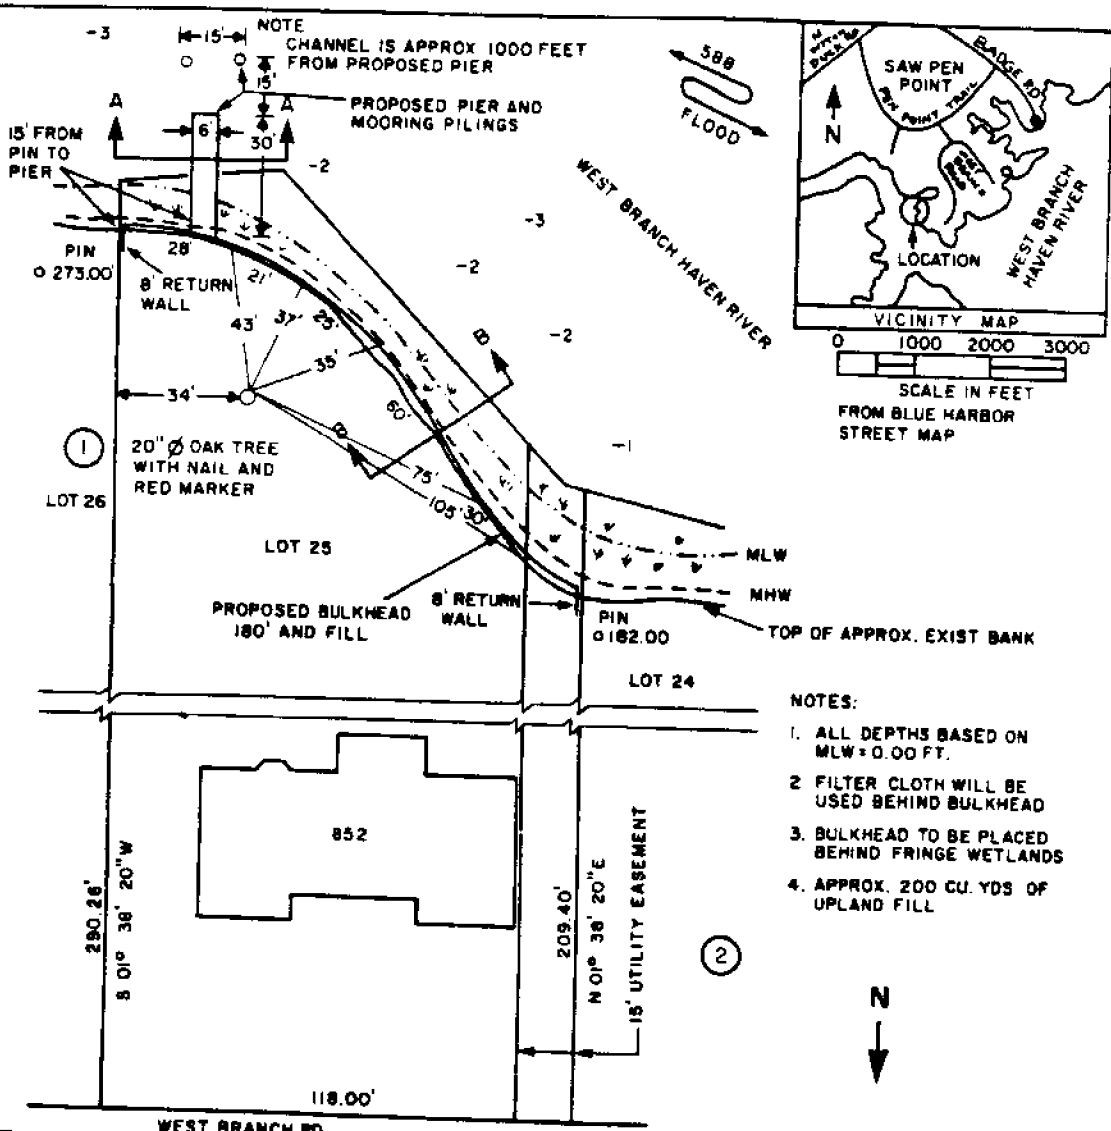 -3
15'
NOTE
CHANNEL IS APPROX 1000 FEET
FROM PROPOSED PIER
15'
A
A
PROPOSED PIER AND
MOORING PILINGS
15' FROM
PIN TO
PIER
6'
30'
-2
-3
-2
-2
-1
588
FLOOD
WEST BRANCH HAVEN RIVER
SAW PEN
POINT
BADGE RD
PEN POINT TRAIL
N
WEST BRANCH
HAVEN RIVER
LOCATION
VICINITY MAP
0 1000 2000 3000
SCALE IN FEET
FROM BLUE HARBOR
STREET MAP
PIN
273.00'
8' RETURN
WALL
28'
21'
25'
43'
37'
35'
34'
60'
B
B
75'
105'
30'
1
20" Ø OAK TREE
WITH NAIL AND
RED MARKER
LOT 26
LOT 25
MLW
MHW
PROPOSED BULKHEAD
180' AND FILL
8' RETURN
WALL
PIN
182.00
TOP OF APPROX. EXIST BANK
LOT 24
NOTES:
1. ALL DEPTHS BASED ON
MLW = 0.00 FT.
2 FILTER CLOTH WILL BE
USED BEHIND BULKHEAD
3. BULKHEAD TO BE PLACED
BEHIND FRINGE WETLANDS
4. APPROX. 200 CU. YDS OF
UPLAND FILL
852
290.26'
S 01° 38' 20" W
209.40'
N 01° 38' 20" E
15' UTILITY EASEMENT
2
N
118.00'
WEST BRANCH RD